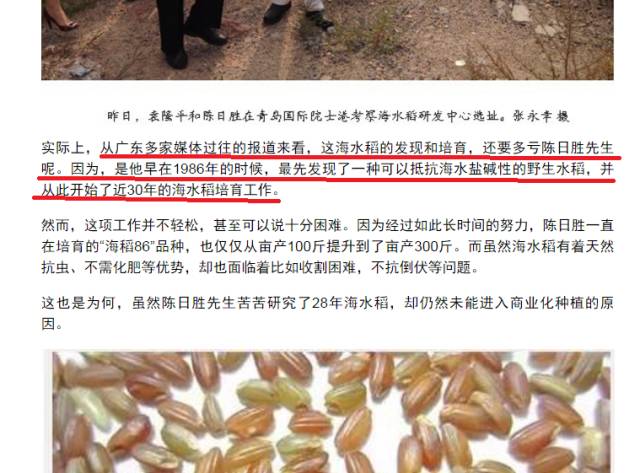 昨日，袁隆平和陈日胜在青岛国际院士港考察海水稻研发中心选址。张永幸 摄
实际上，从广东多家媒体过往的报道来看，这海水稻的发现和培育，还要多亏陈日胜先生
呢。因为，是他早在1986年的时候，最先发现了一种可以抵抗海水盐碱性的野生水稻，并
从此开始了近30年的海水稻培育工作。
然而，这项工作并不轻松，甚至可以说十分困难。因为经过如此长时间的努力，陈日胜一直
在培育的“海稻86”品种，也仅仅从亩产100斤提升到了亩产300斤。而虽然海水稻有着天然
抗虫、不需化肥等优势，却也面临着比如收割困难，不抗倒伏等问题。
这也是为何，虽然陈日胜先生苦苦研究了28年海水稻，却仍然未能进入商业化种植的原
因。